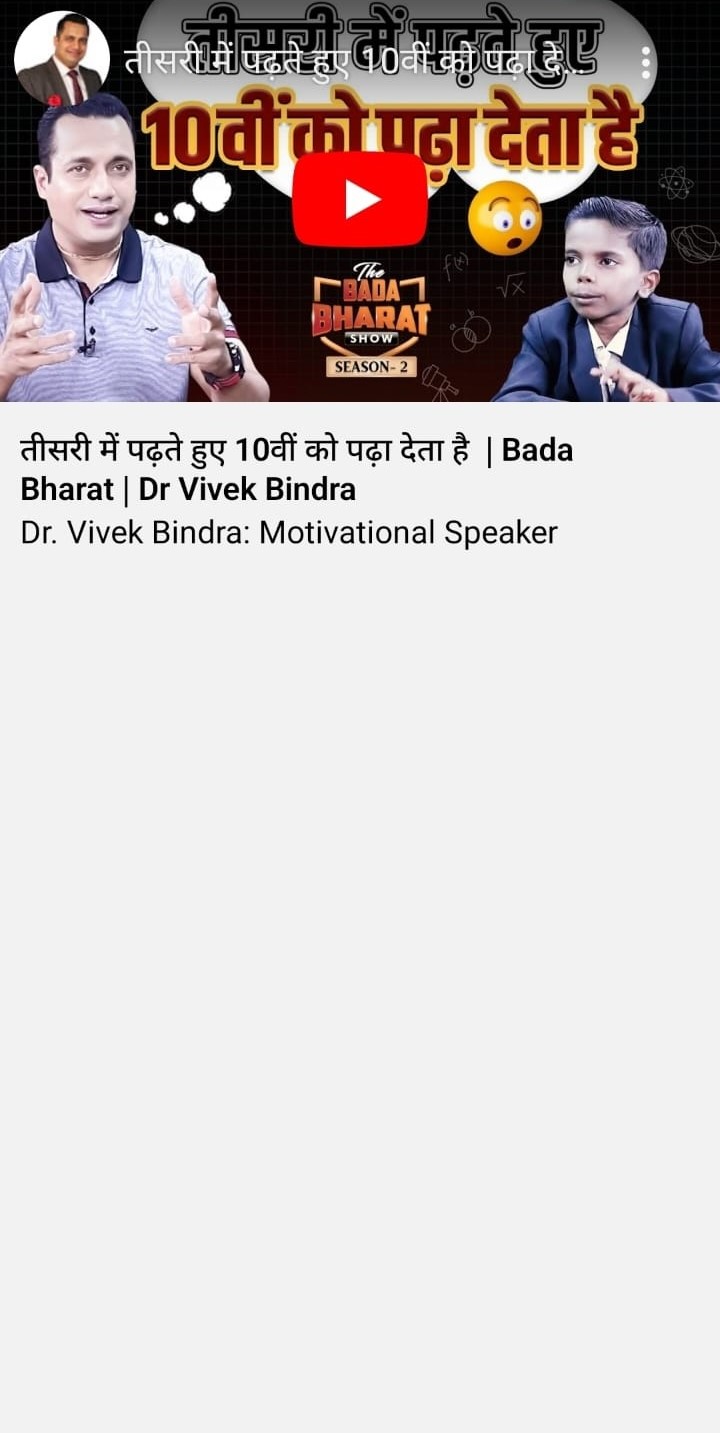 तीसरी में पढ़ते हुए
तीसरी में पढ़ते हुए 10वीं को पढ़ा दे...
10वीं को पढ़ा देता है
The
BADA
BHARAT
SHOW
SEASON- 2
f(x)
√x
तीसरी में पढ़ते हुए 10वीं को पढ़ा देता है | Bada
Bharat | Dr Vivek Bindra
Dr. Vivek Bindra: Motivational Speaker